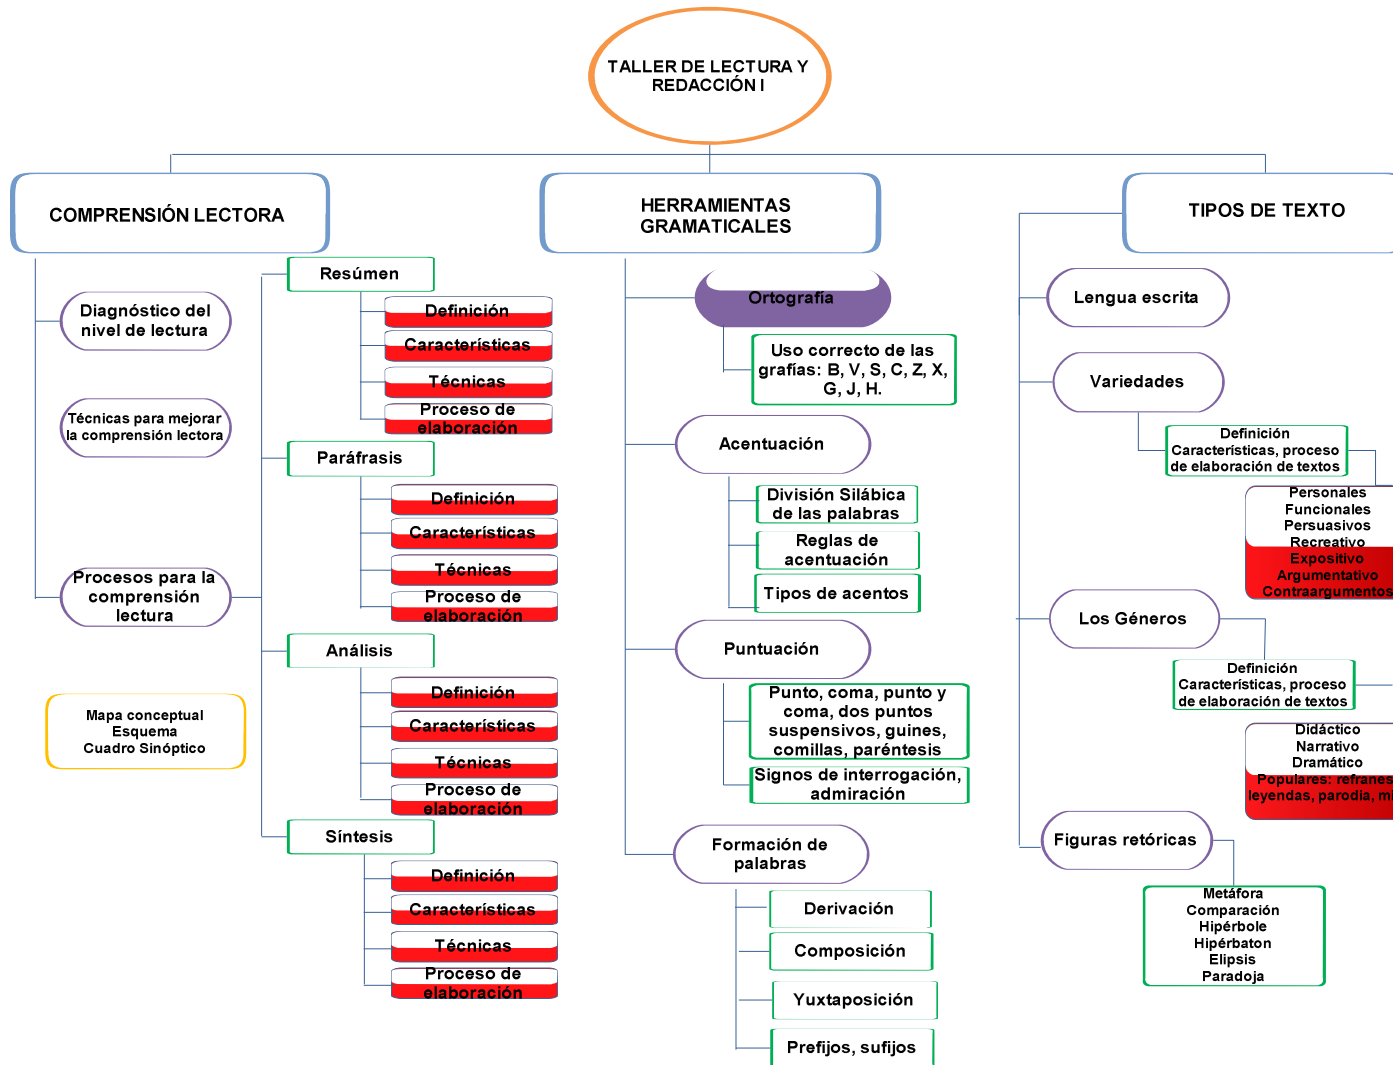 TALLER DE LECTURA Y
REDACCIÓN I
COMPRENSIÓN LECTORA
Diagnóstico del
nivel de lectura
Técnicas para mejorar
la comprensión lectora
Procesos para la
comprensión
lectura
Mapa conceptual
Esquema
Cuadro Sinóptico
Resúmen
Definición
Características
Técnicas
Proceso de
elaboración
Paráfrasis
Definición
Características
Técnicas
Proceso de
elaboración
Análisis
Definición
Características
Técnicas
Proceso de
elaboración
Síntesis
Definición
Características
Técnicas
Proceso de
elaboración
HERRAMIENTAS
GRAMATICALES
Ortografía
Uso correcto de las
grafías: B, V, S, C, Z, X,
G, J, H.
Acentuación
División Silábica
de las palabras
Reglas de
acentuación
Tipos de acentos
Puntuación
Punto, coma, punto y
coma, dos puntos
suspensivos, guines,
comillas, paréntesis
Signos de interrogación,
admiración
Formación de
palabras
Derivación
Composición
Yuxtaposición
Prefijos, sufijos
TIPOS DE TEXTO
Lengua escrita
Variedades
Definición
Características, proceso
de elaboración de textos
Personales
Funcionales
Persuasivos
Recreativo
Expositivo
Argumentativo
Contraargumentos
Los Géneros
Definición
Características, proceso
de elaboración de textos
Didáctico
Narrativo
Dramático
Populares: refranes
leyendas, parodia,
Figuras retóricas
Metáfora
Comparación
Hipérbole
Hipérbaton
Elipsis
Paradoja